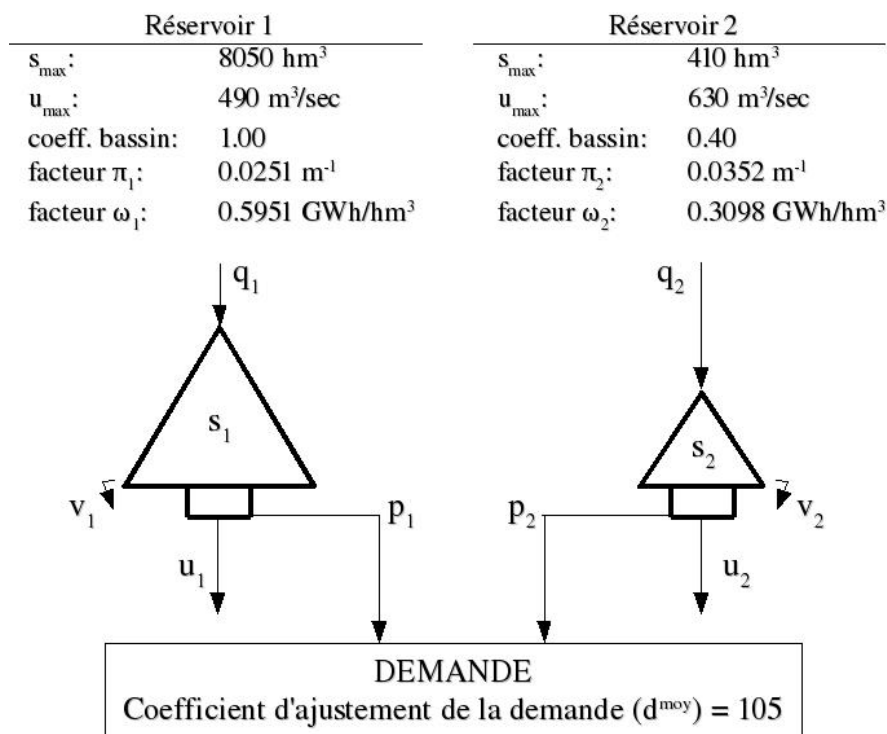 Réservoir 1
s_max: 8050 hm³
u_max: 490 m³/sec
coeff. bassin: 1.00
facteur π₁: 0.0251 m⁻¹
facteur ω₁: 0.5951 GWh/hm³
Réservoir 2
s_max: 410 hm³
u_max: 630 m³/sec
coeff. bassin: 0.40
facteur π₂: 0.0352 m⁻¹
facteur ω₂: 0.3098 GWh/hm³
q₁
q₂
s₁
s₂
v₁
p₁
p₂
v₂
u₁
u₂
DEMANDE
Coefficient d'ajustement de la demande (d^moy) = 105